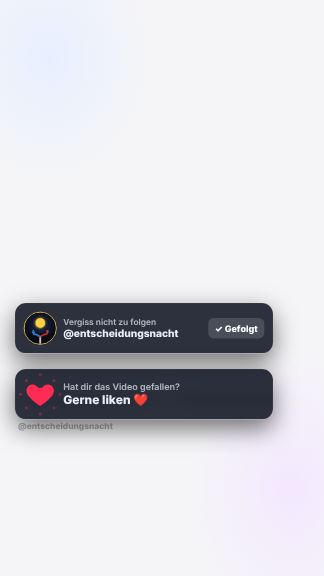 Vergiss nicht zu folgen
@entscheidungsnacht
✓ Gefolgt
Hat dir das Video gefallen?
Gerne liken ❤️
@entscheidungsnacht